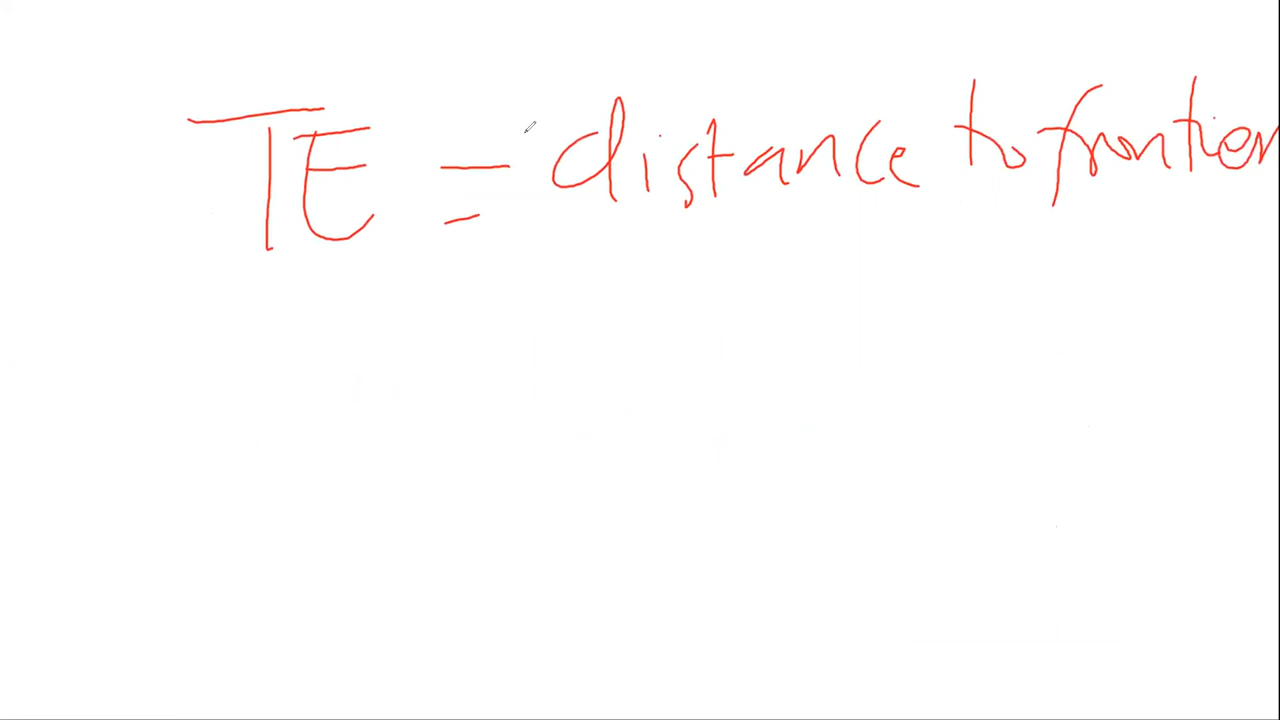 TE = distance to frontier